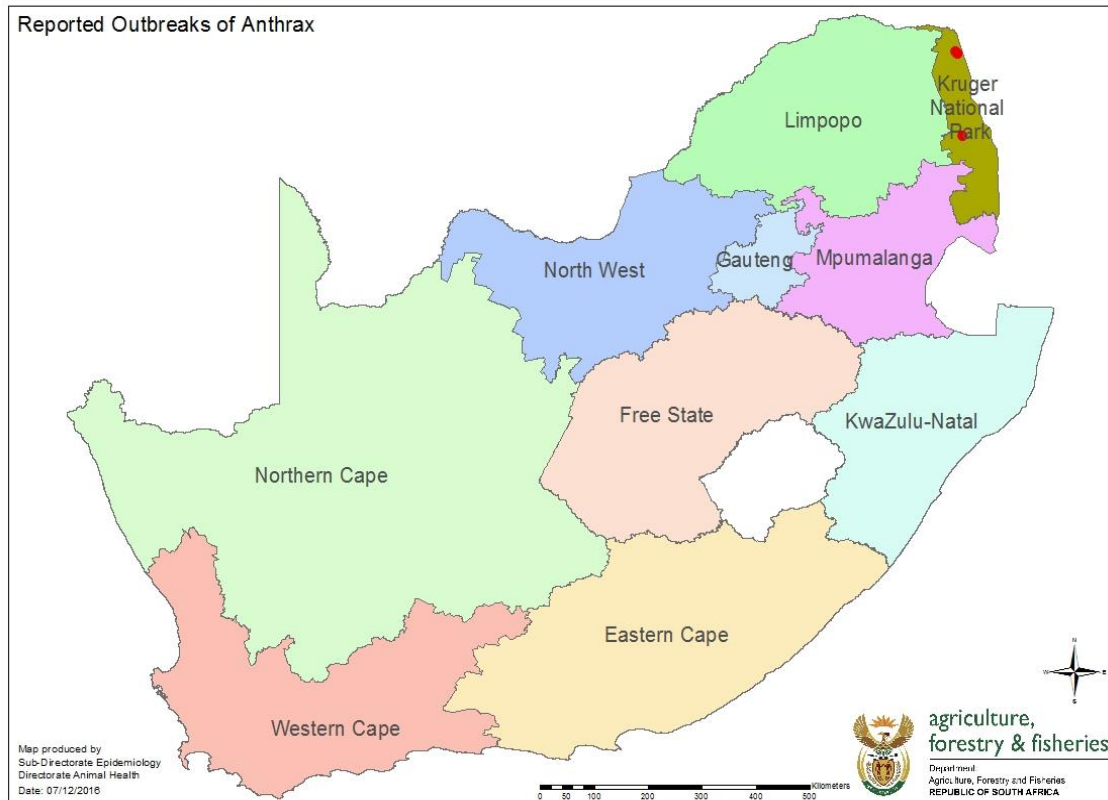 Reported Outbreaks of Anthrax
Kruger
National
Park
Limpopo
North West
Gauteng
Mpumalanga
Free State
KwaZulu-Natal
Northern Cape
Eastern Cape
Western Cape
N
W
E
S
Map produced by
Sub-Directorate Epidemiology
Directorate Animal Health
Date: 07/12/2016
Kilometers
0 50 100 200 300 400 500
agriculture,
forestry & fisheries
Department:
Agriculture, Forestry and Fisheries
REPUBLIC OF SOUTH AFRICA